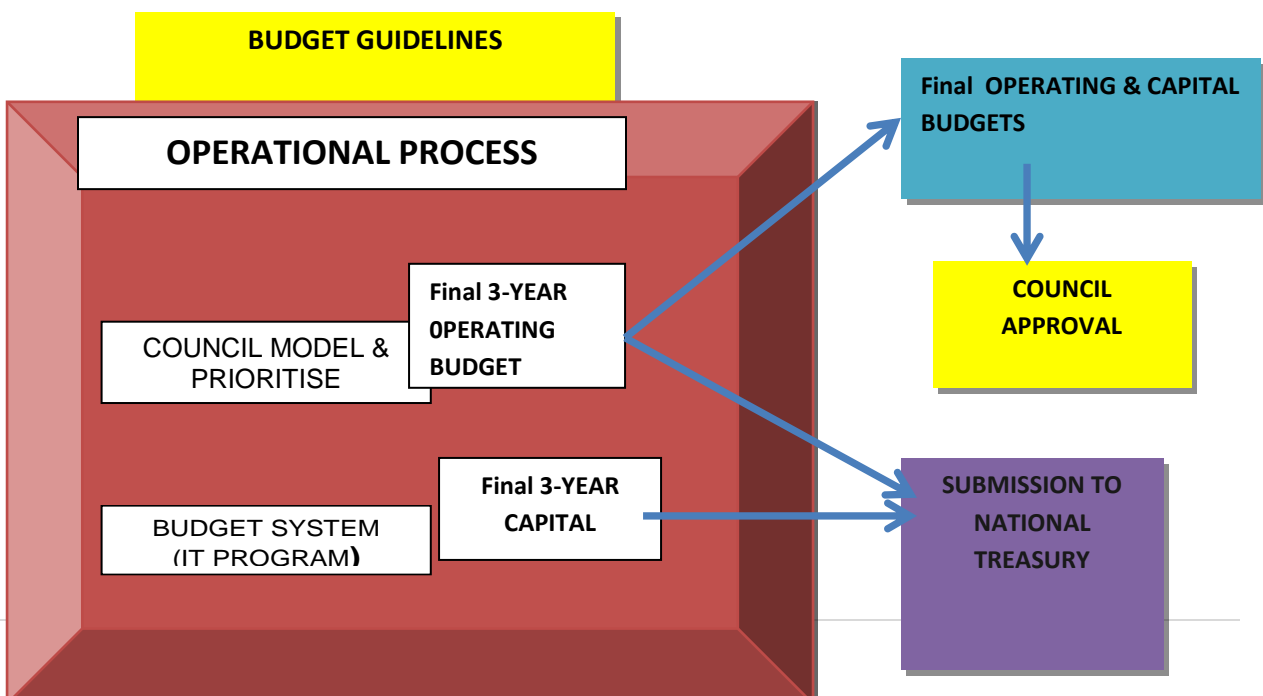 BUDGET GUIDELINES
OPERATIONAL PROCESS
Final 3-YEAR
0PERATING
BUDGET
COUNCIL MODEL &
PRIORITISE
Final 3-YEAR
CAPITAL
BUDGET SYSTEM
(IT PROGRAM)
Final OPERATING & CAPITAL
BUDGETS
COUNCIL
APPROVAL
SUBMISSION TO
NATIONAL
TREASURY